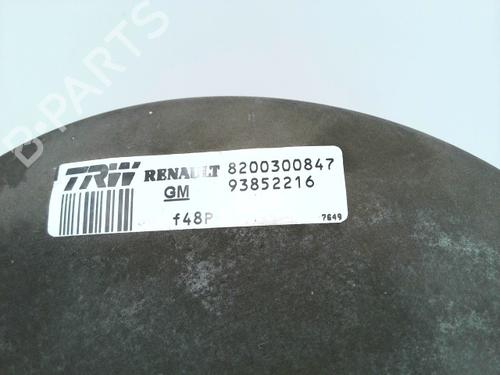 B-PARTS
TRW RENAULT 8200300847
GM 93852216
f48P 7649